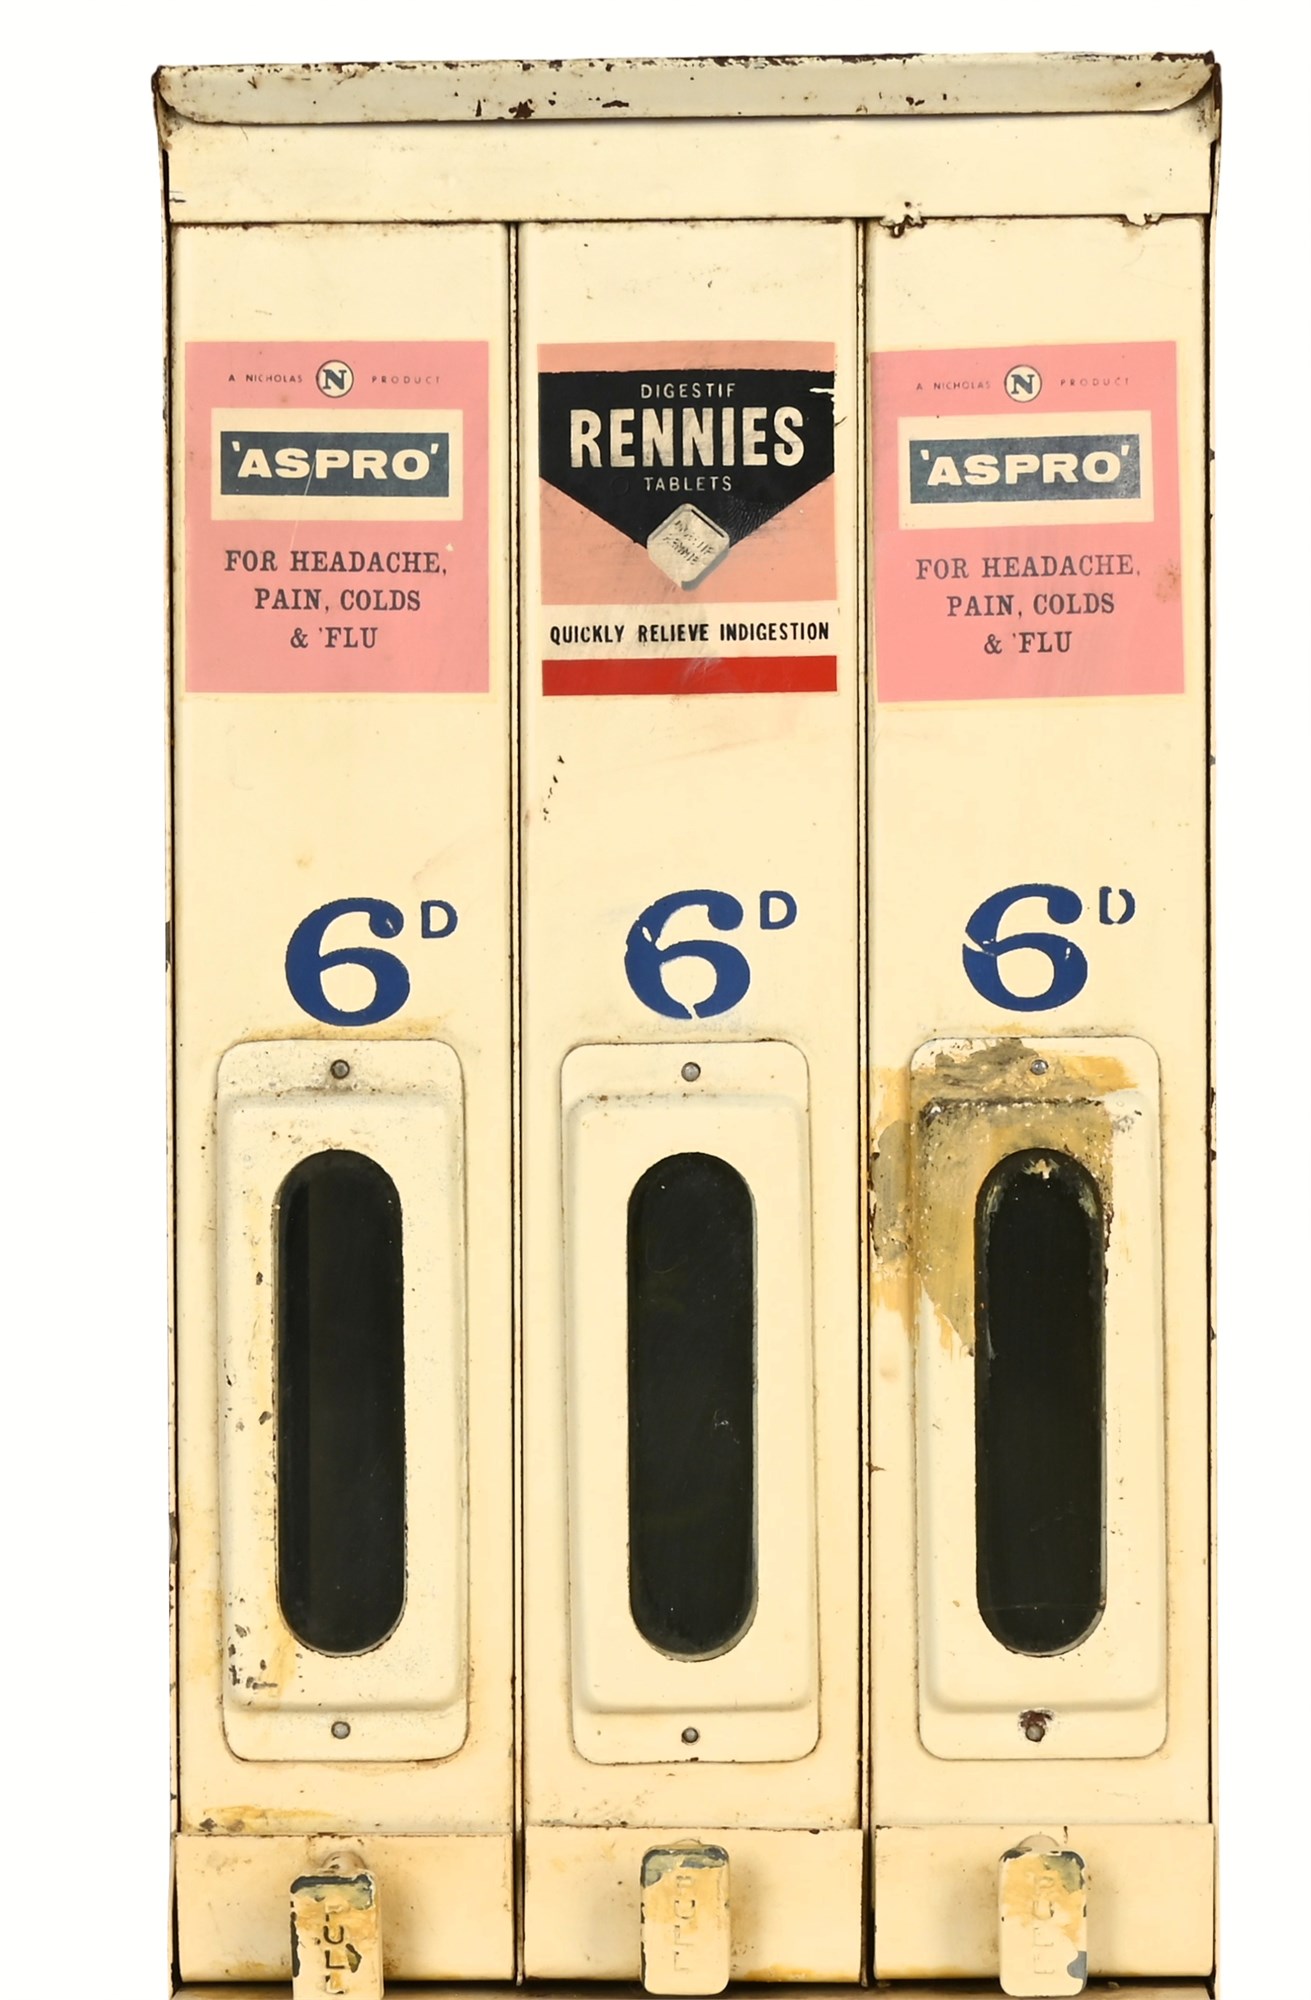 A NICHOLAS N PRODUCT
'ASPRO'
FOR HEADACHE,
PAIN, COLDS
& 'FLU
6D
DIGESTIF
RENNIES
TABLETS
QUICKLY RELIEVE INDIGESTION
6D
A NICHOLAS N PRODUCT
'ASPRO'
FOR HEADACHE,
PAIN, COLDS
& 'FLU
6D